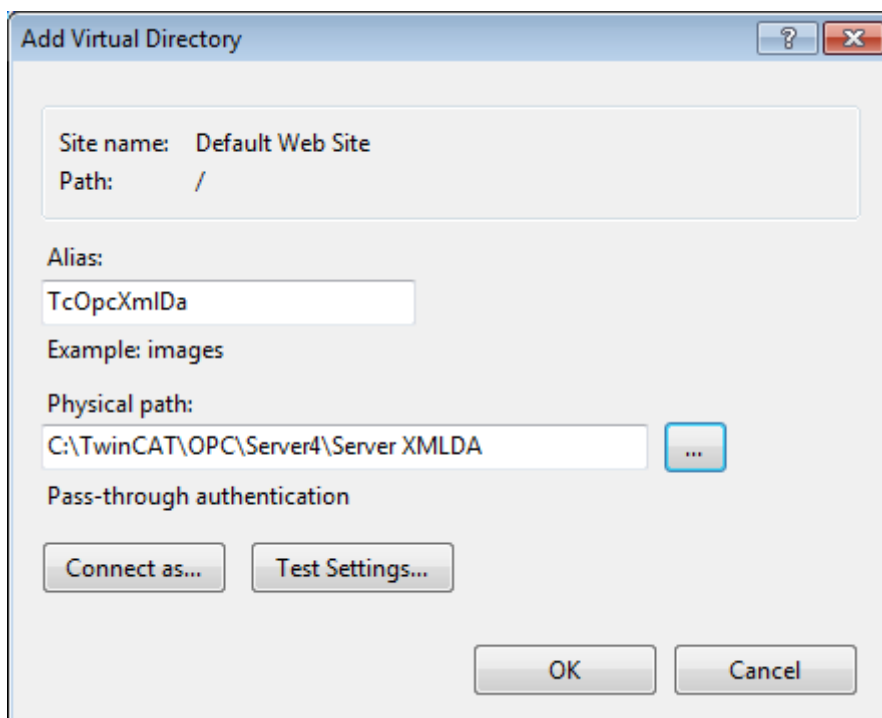 Add Virtual Directory
Site name: Default Web Site
Path: /
Alias:
TcOpcXmlDa
Example: images
Physical path:
C:\TwinCAT\OPC\Server4\Server XMLDA ...
Pass-through authentication
Connect as... Test Settings...
OK Cancel